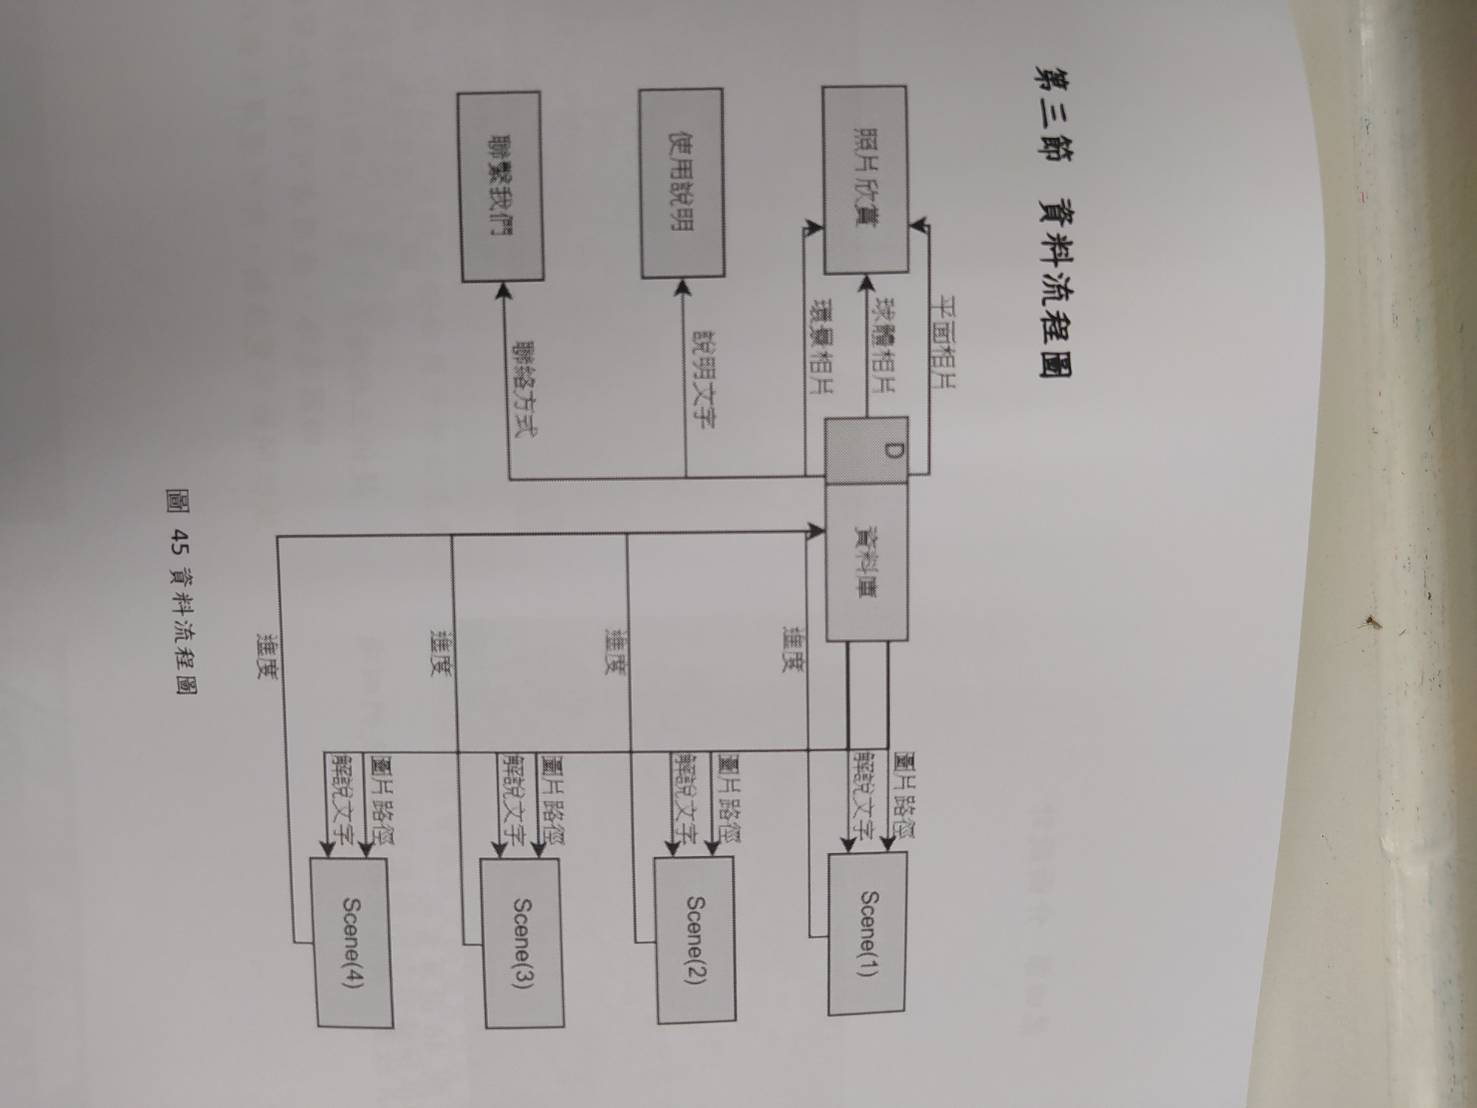 第三節 資料流程圖
平面相片
照片欣賞
球體相片
環景相片
D
資料庫
圖片路徑
解說文字
Scene(1)
進度
使用說明
說明文字
圖片路徑
解說文字
Scene(2)
進度
聯繫我們
聯絡方式
圖片路徑
解說文字
Scene(3)
進度
圖片路徑
解說文字
Scene(4)
進度
圖 45 資料流程圖